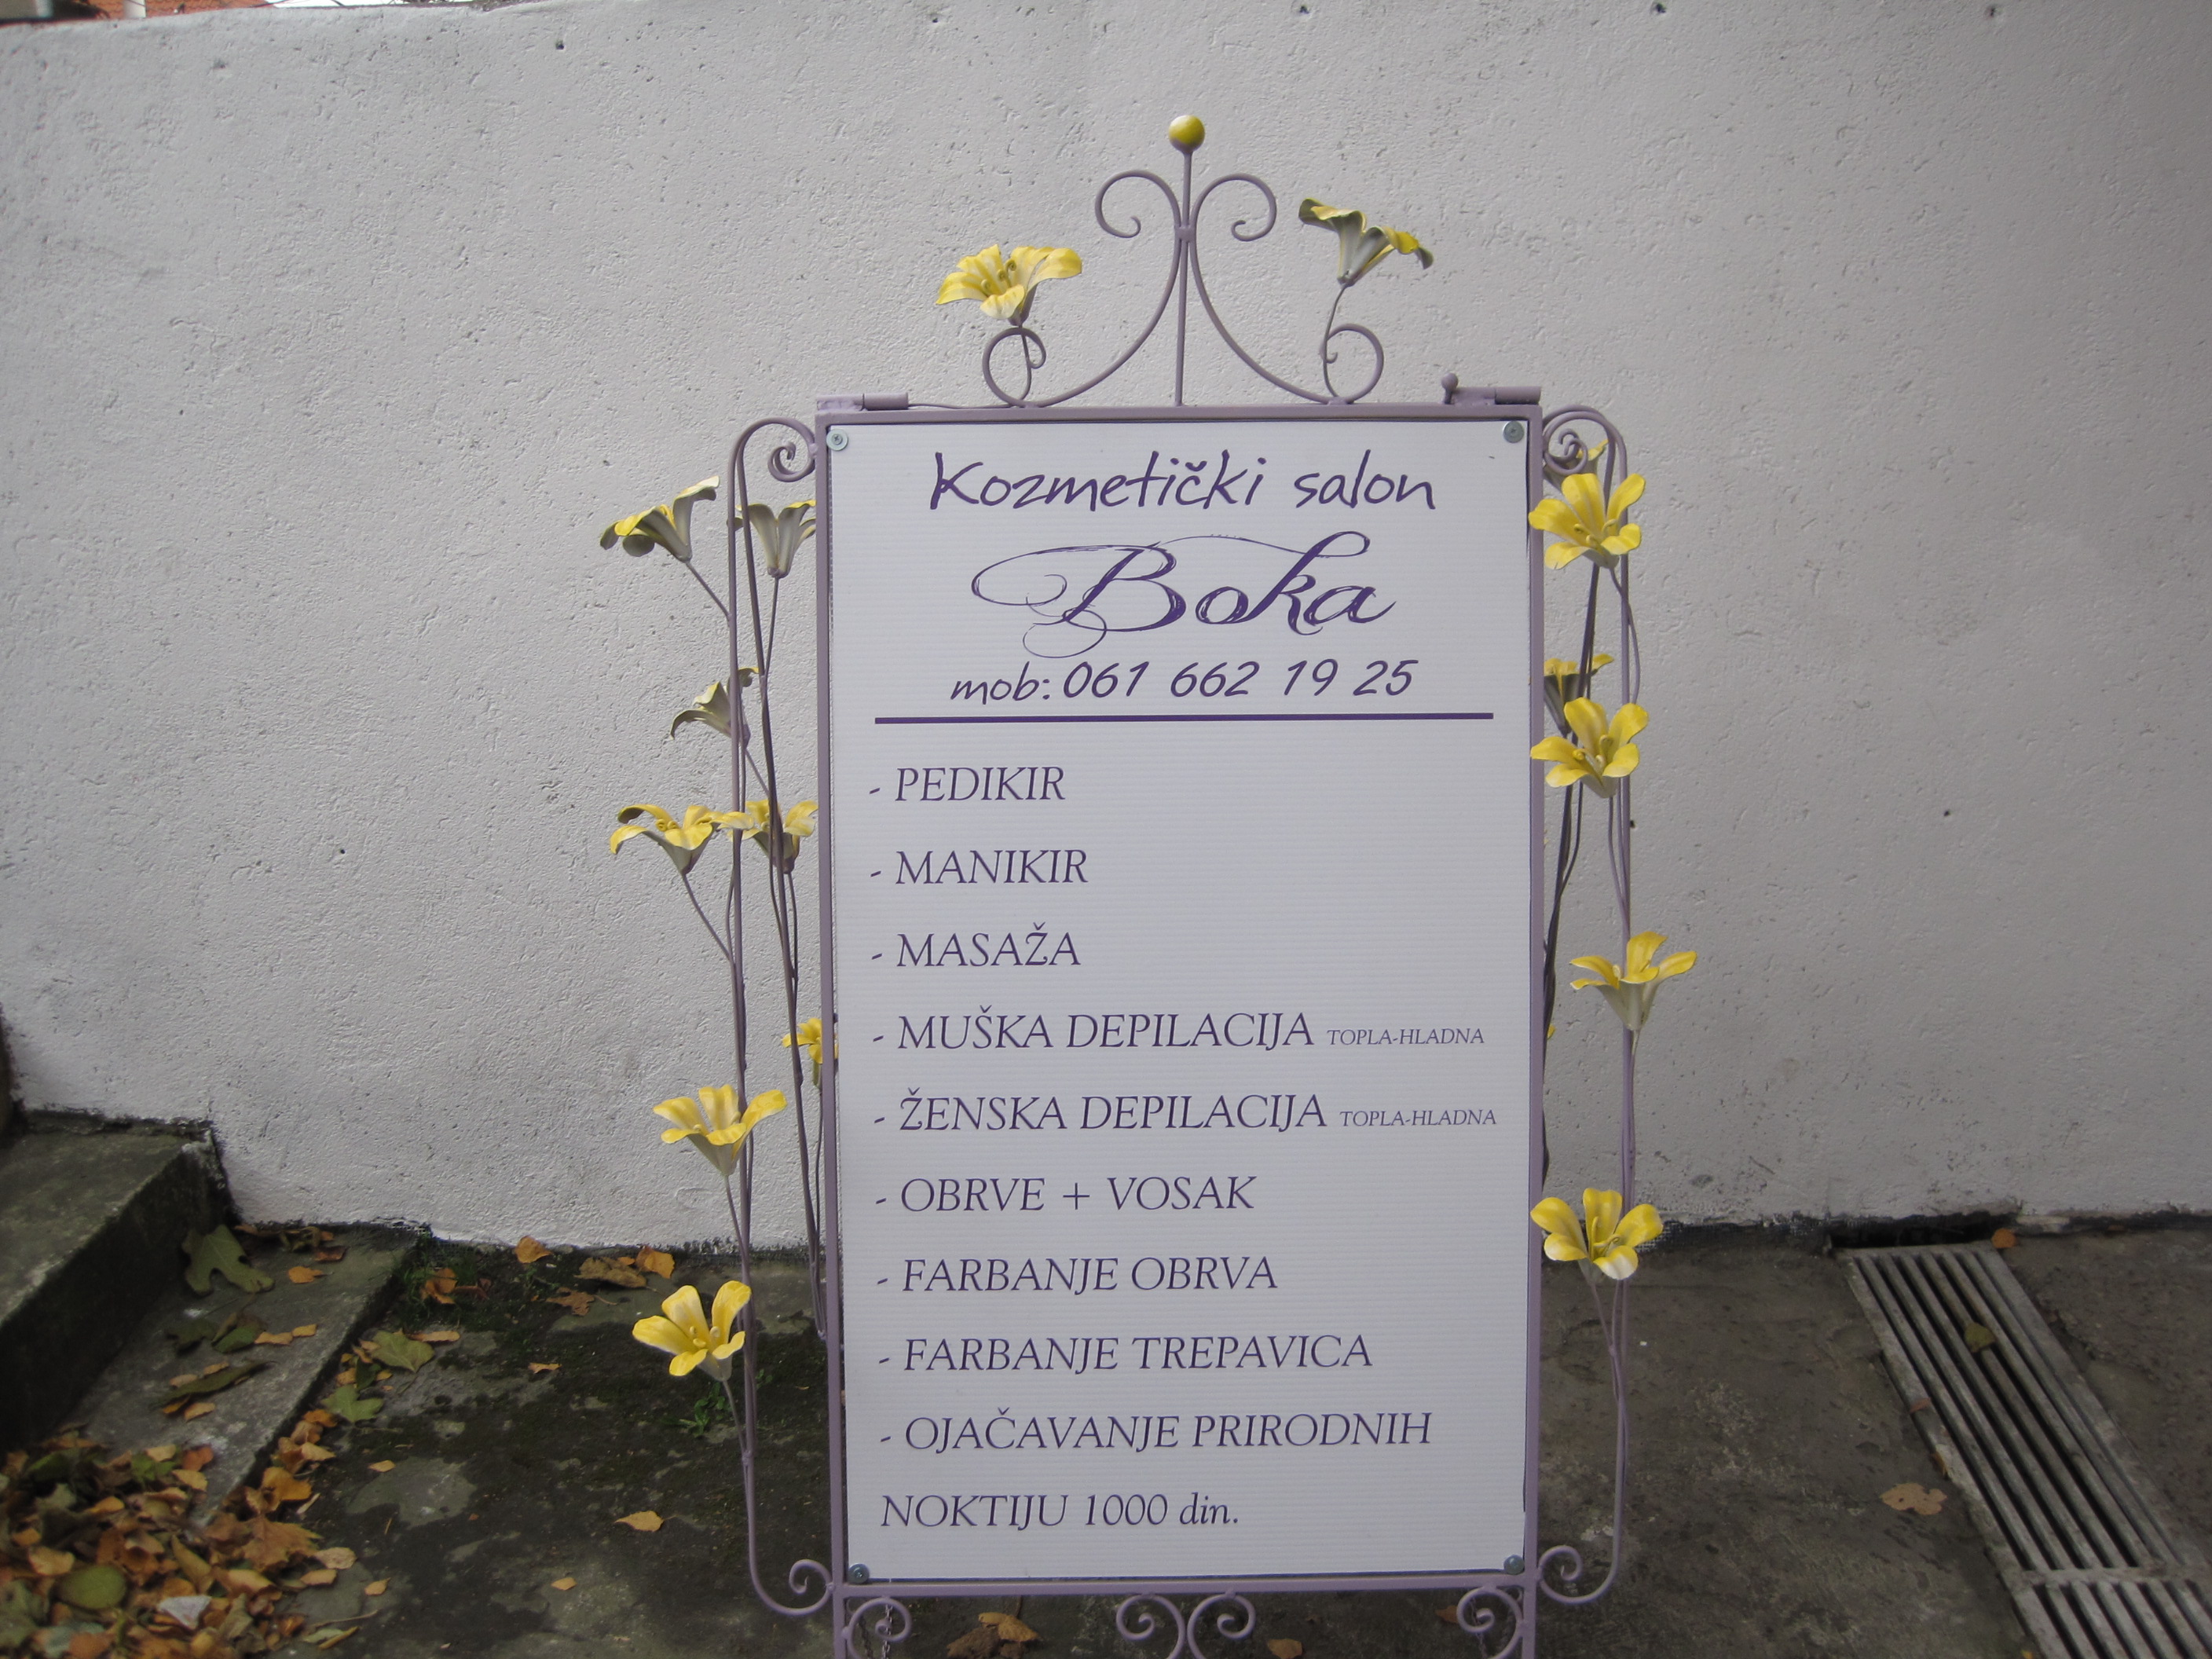 Kozmetički salon
Boka
mob: 061 662 19 25
- PEDIKIR
- MANIKIR
- MASAŽA
- MUŠKA DEPILACIJA TOPLA-HLADNA
- ŽENSKA DEPILACIJA TOPLA-HLADNA
- OBRVE + VOSAK
- FARBANJE OBRVA
- FARBANJE TREPAVICA
- OJAČAVANJE PRIRODNIH
NOKTIJU 1000 din.